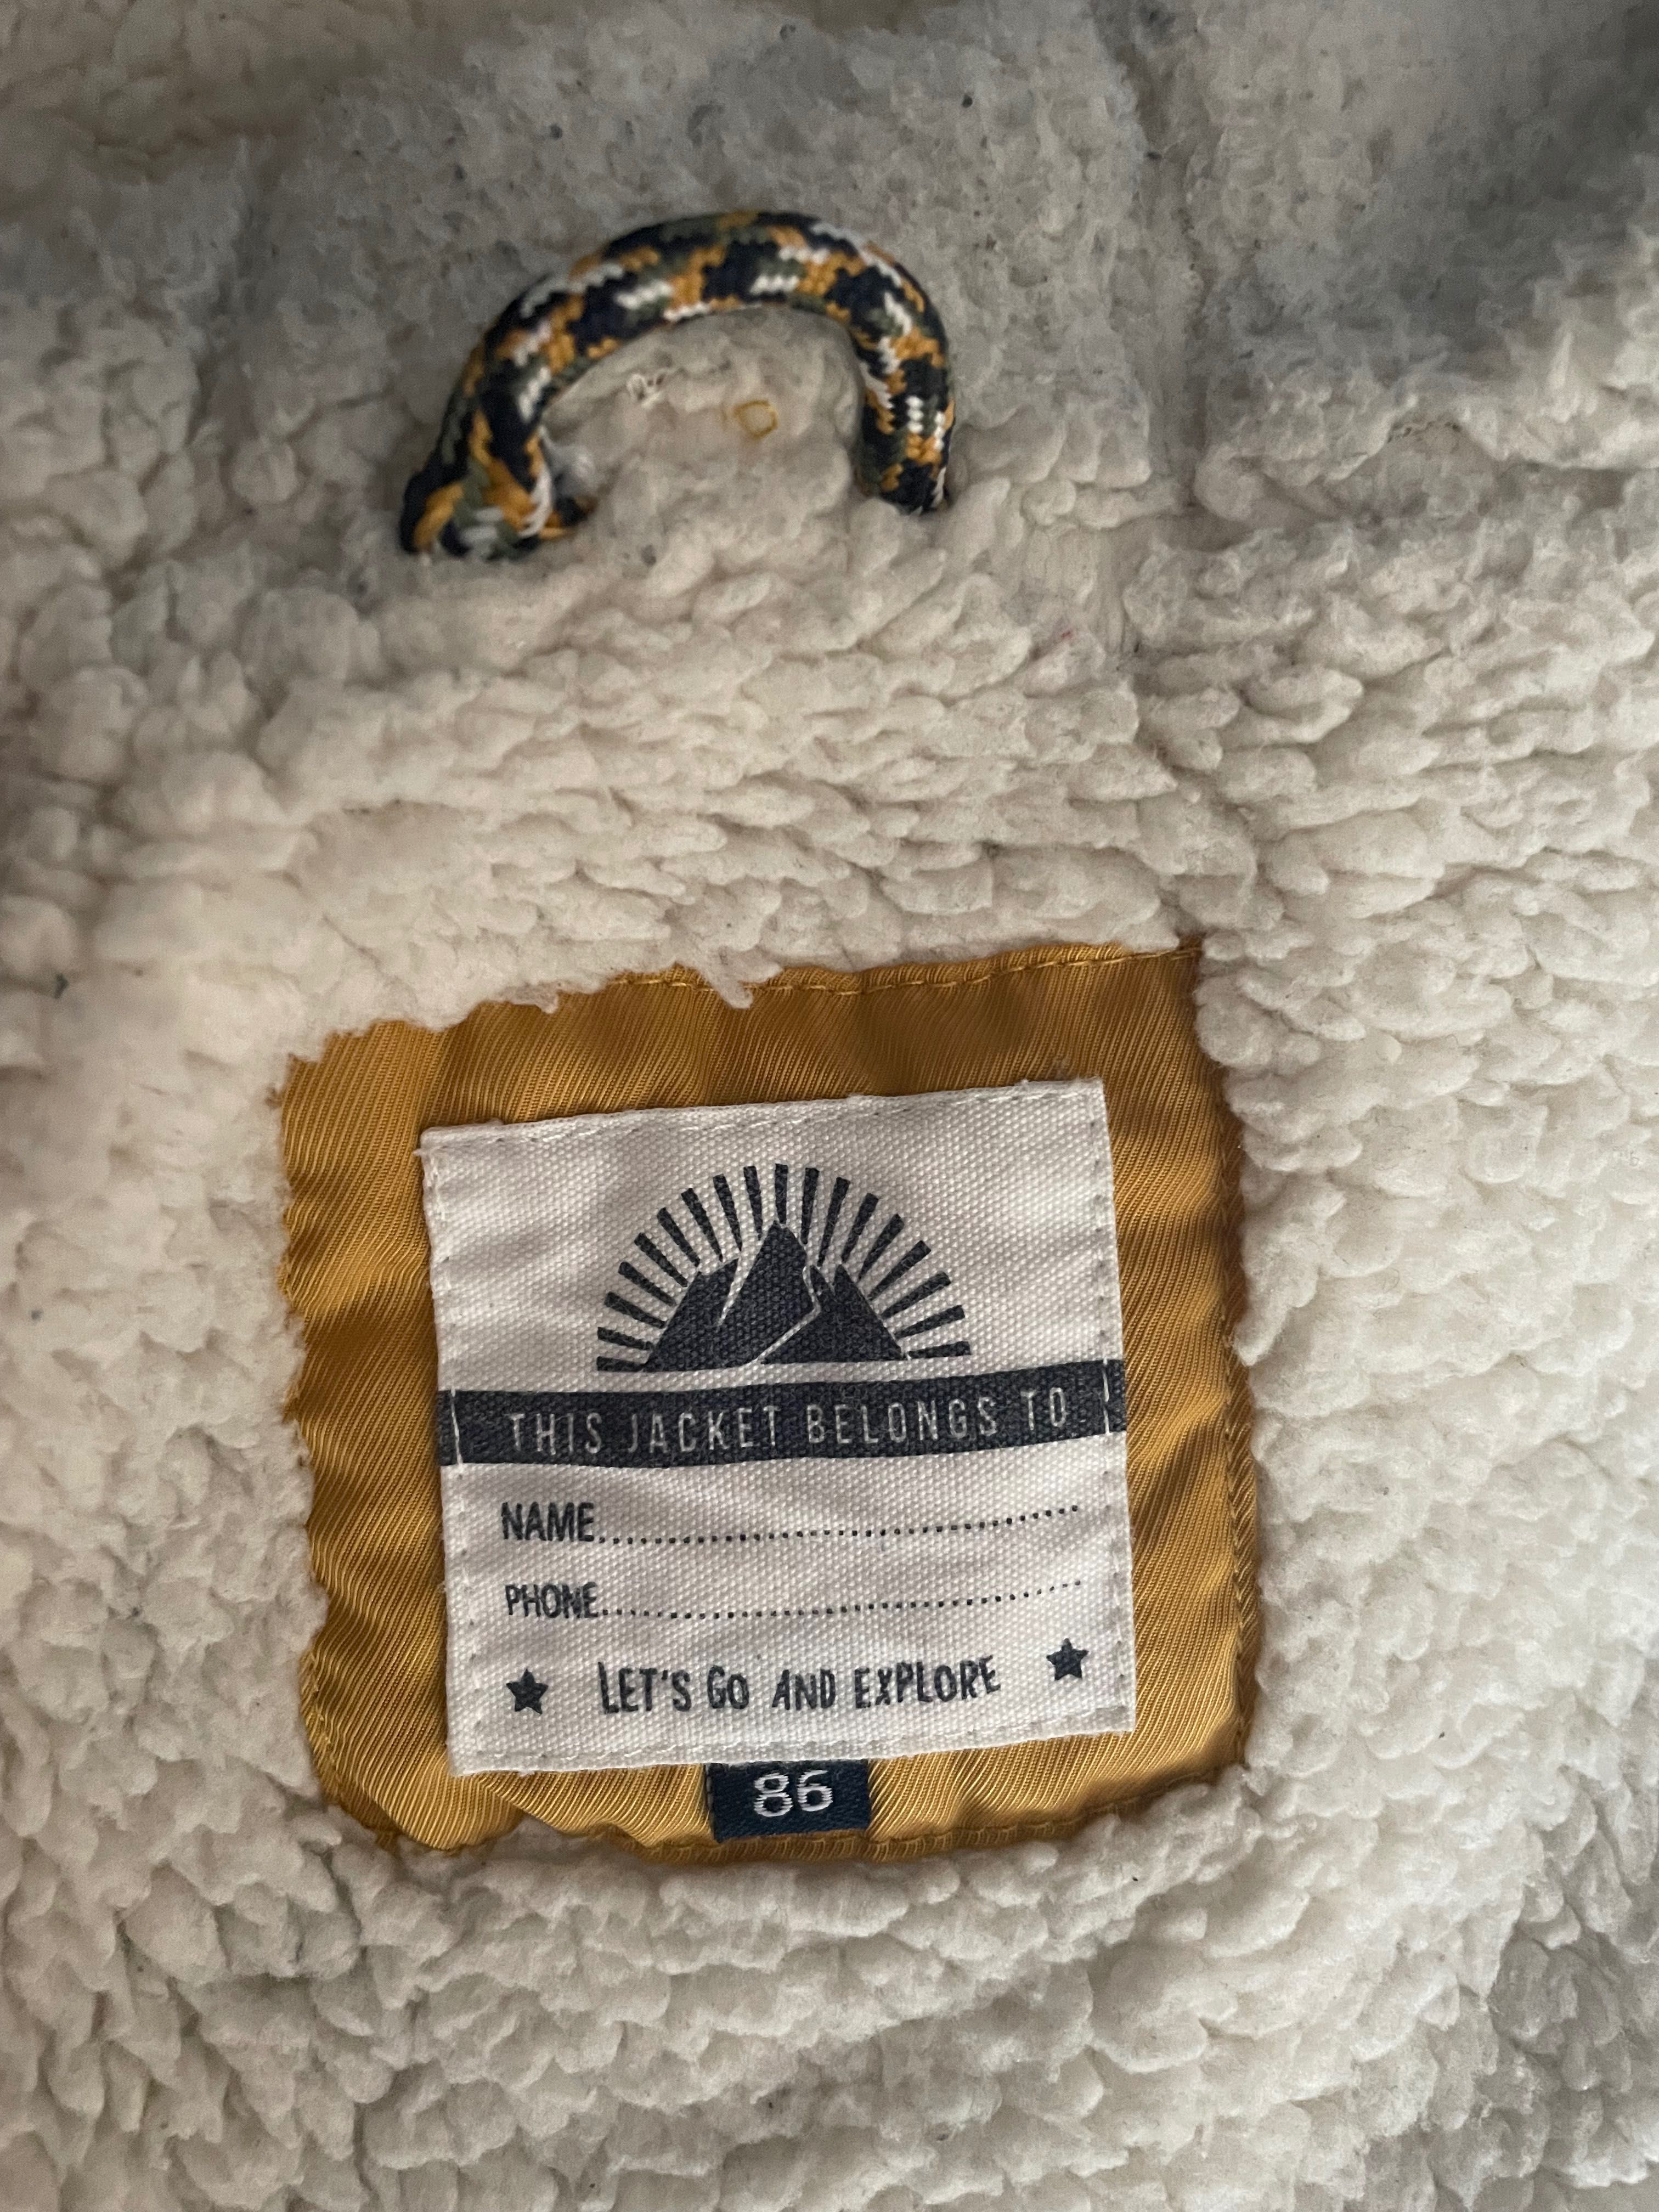 THIS JACKET BELONGS TO
NAME..........................................
PHONE..........................................
LET'S GO AND EXPLORE
86